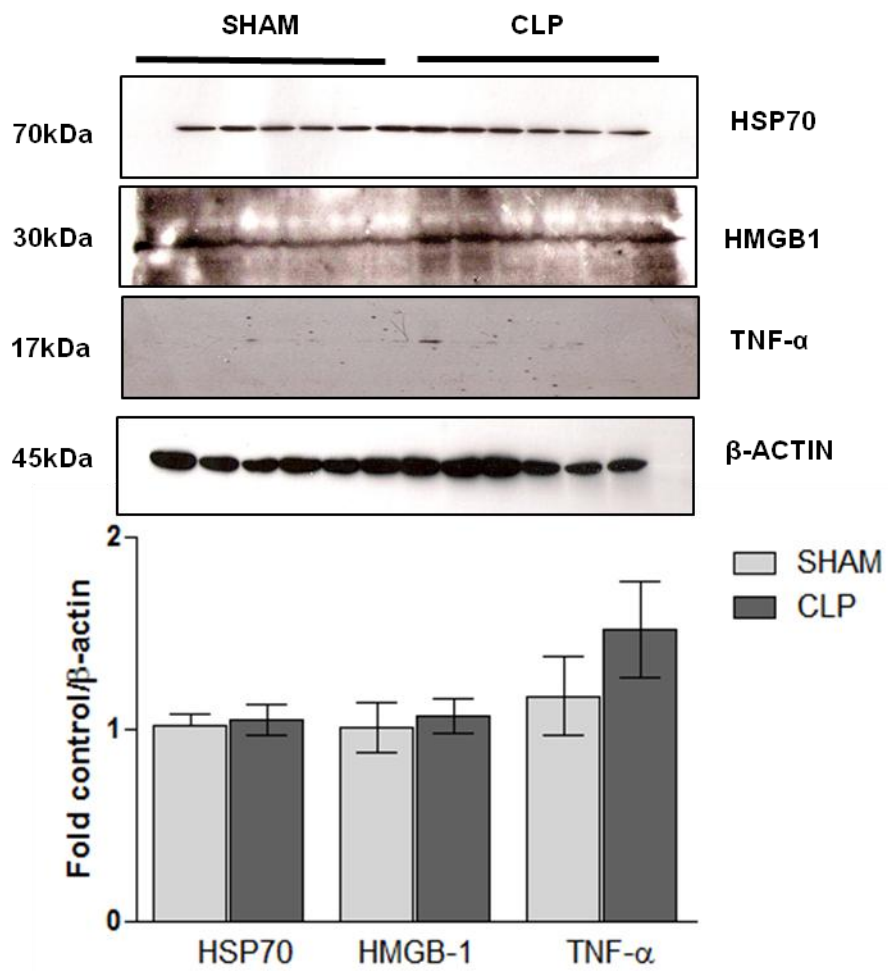 SHAM CLP
70kDa HSP70
30kDa HMGB1
17kDa TNF-α
45kDa β-ACTIN
2
1
0
Fold control/β-actin
SHAM
CLP
HSP70 HMGB-1 TNF-α